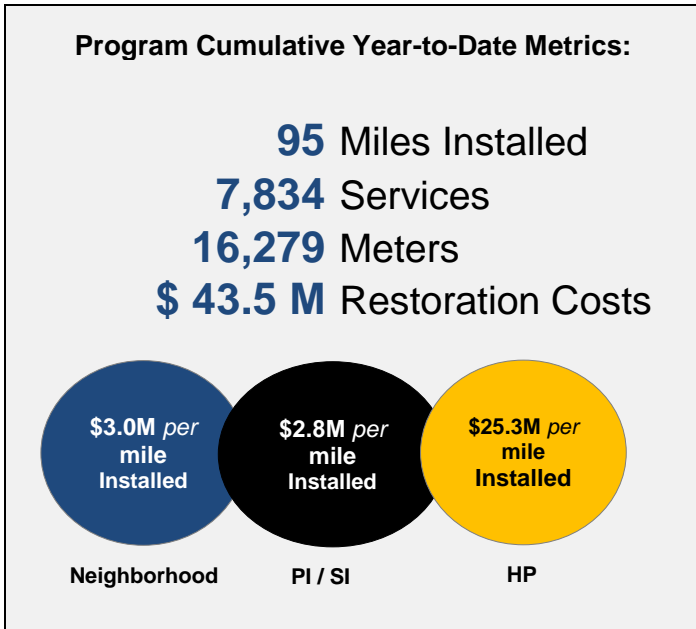 Program Cumulative Year-to-Date Metrics:
95 Miles Installed
7,834 Services
16,279 Meters
$ 43.5 M Restoration Costs
$3.0M per
mile
Installed
$2.8M per
mile
Installed
$25.3M per
mile
Installed
Neighborhood
PI / SI
HP